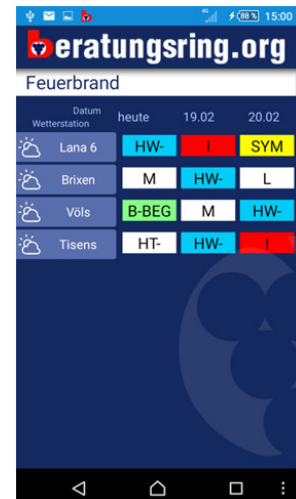 4G 88% 15:00
beratungsring.org
Feuerbrand
Datum
Wetterstation heute 19.02 20.02
Lana 6 HW- I SYM
Brixen M HW- L
Völs B-BEG M HW-
Tisens HT- HW- I